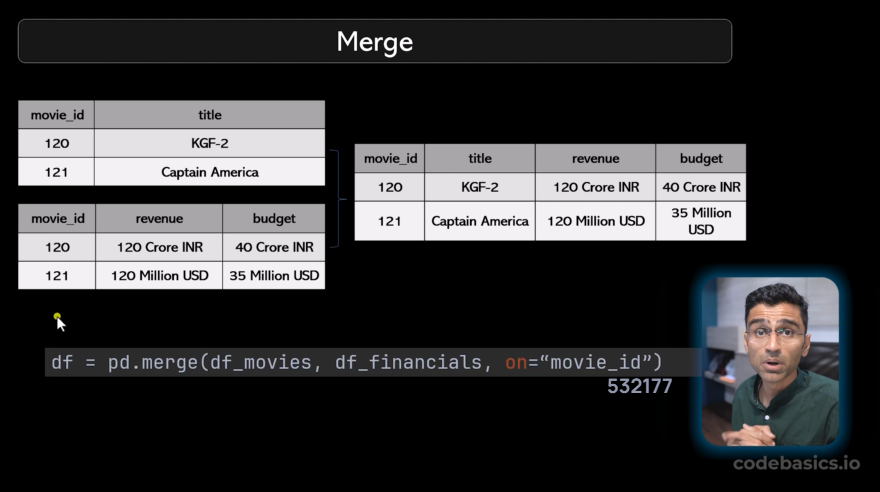 Merge
movie_id title
120 KGF-2
121 Captain America
movie_id revenue budget
120 120 Crore INR 40 Crore INR
121 120 Million USD 35 Million USD
movie_id title revenue budget
120 KGF-2 120 Crore INR 40 Crore INR
121 Captain America 120 Million USD 35 Million
USD
df = pd.merge(df_movies, df_financials, on=“movie_id”)
532177
codebasics.io